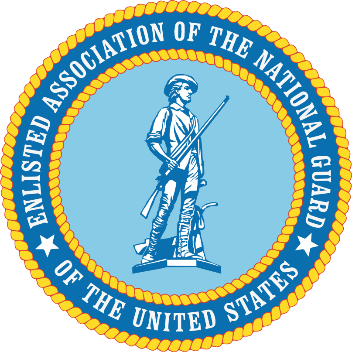 ENLISTED ASSOCIATION OF THE NATIONAL GUARD
OF THE UNITED STATES